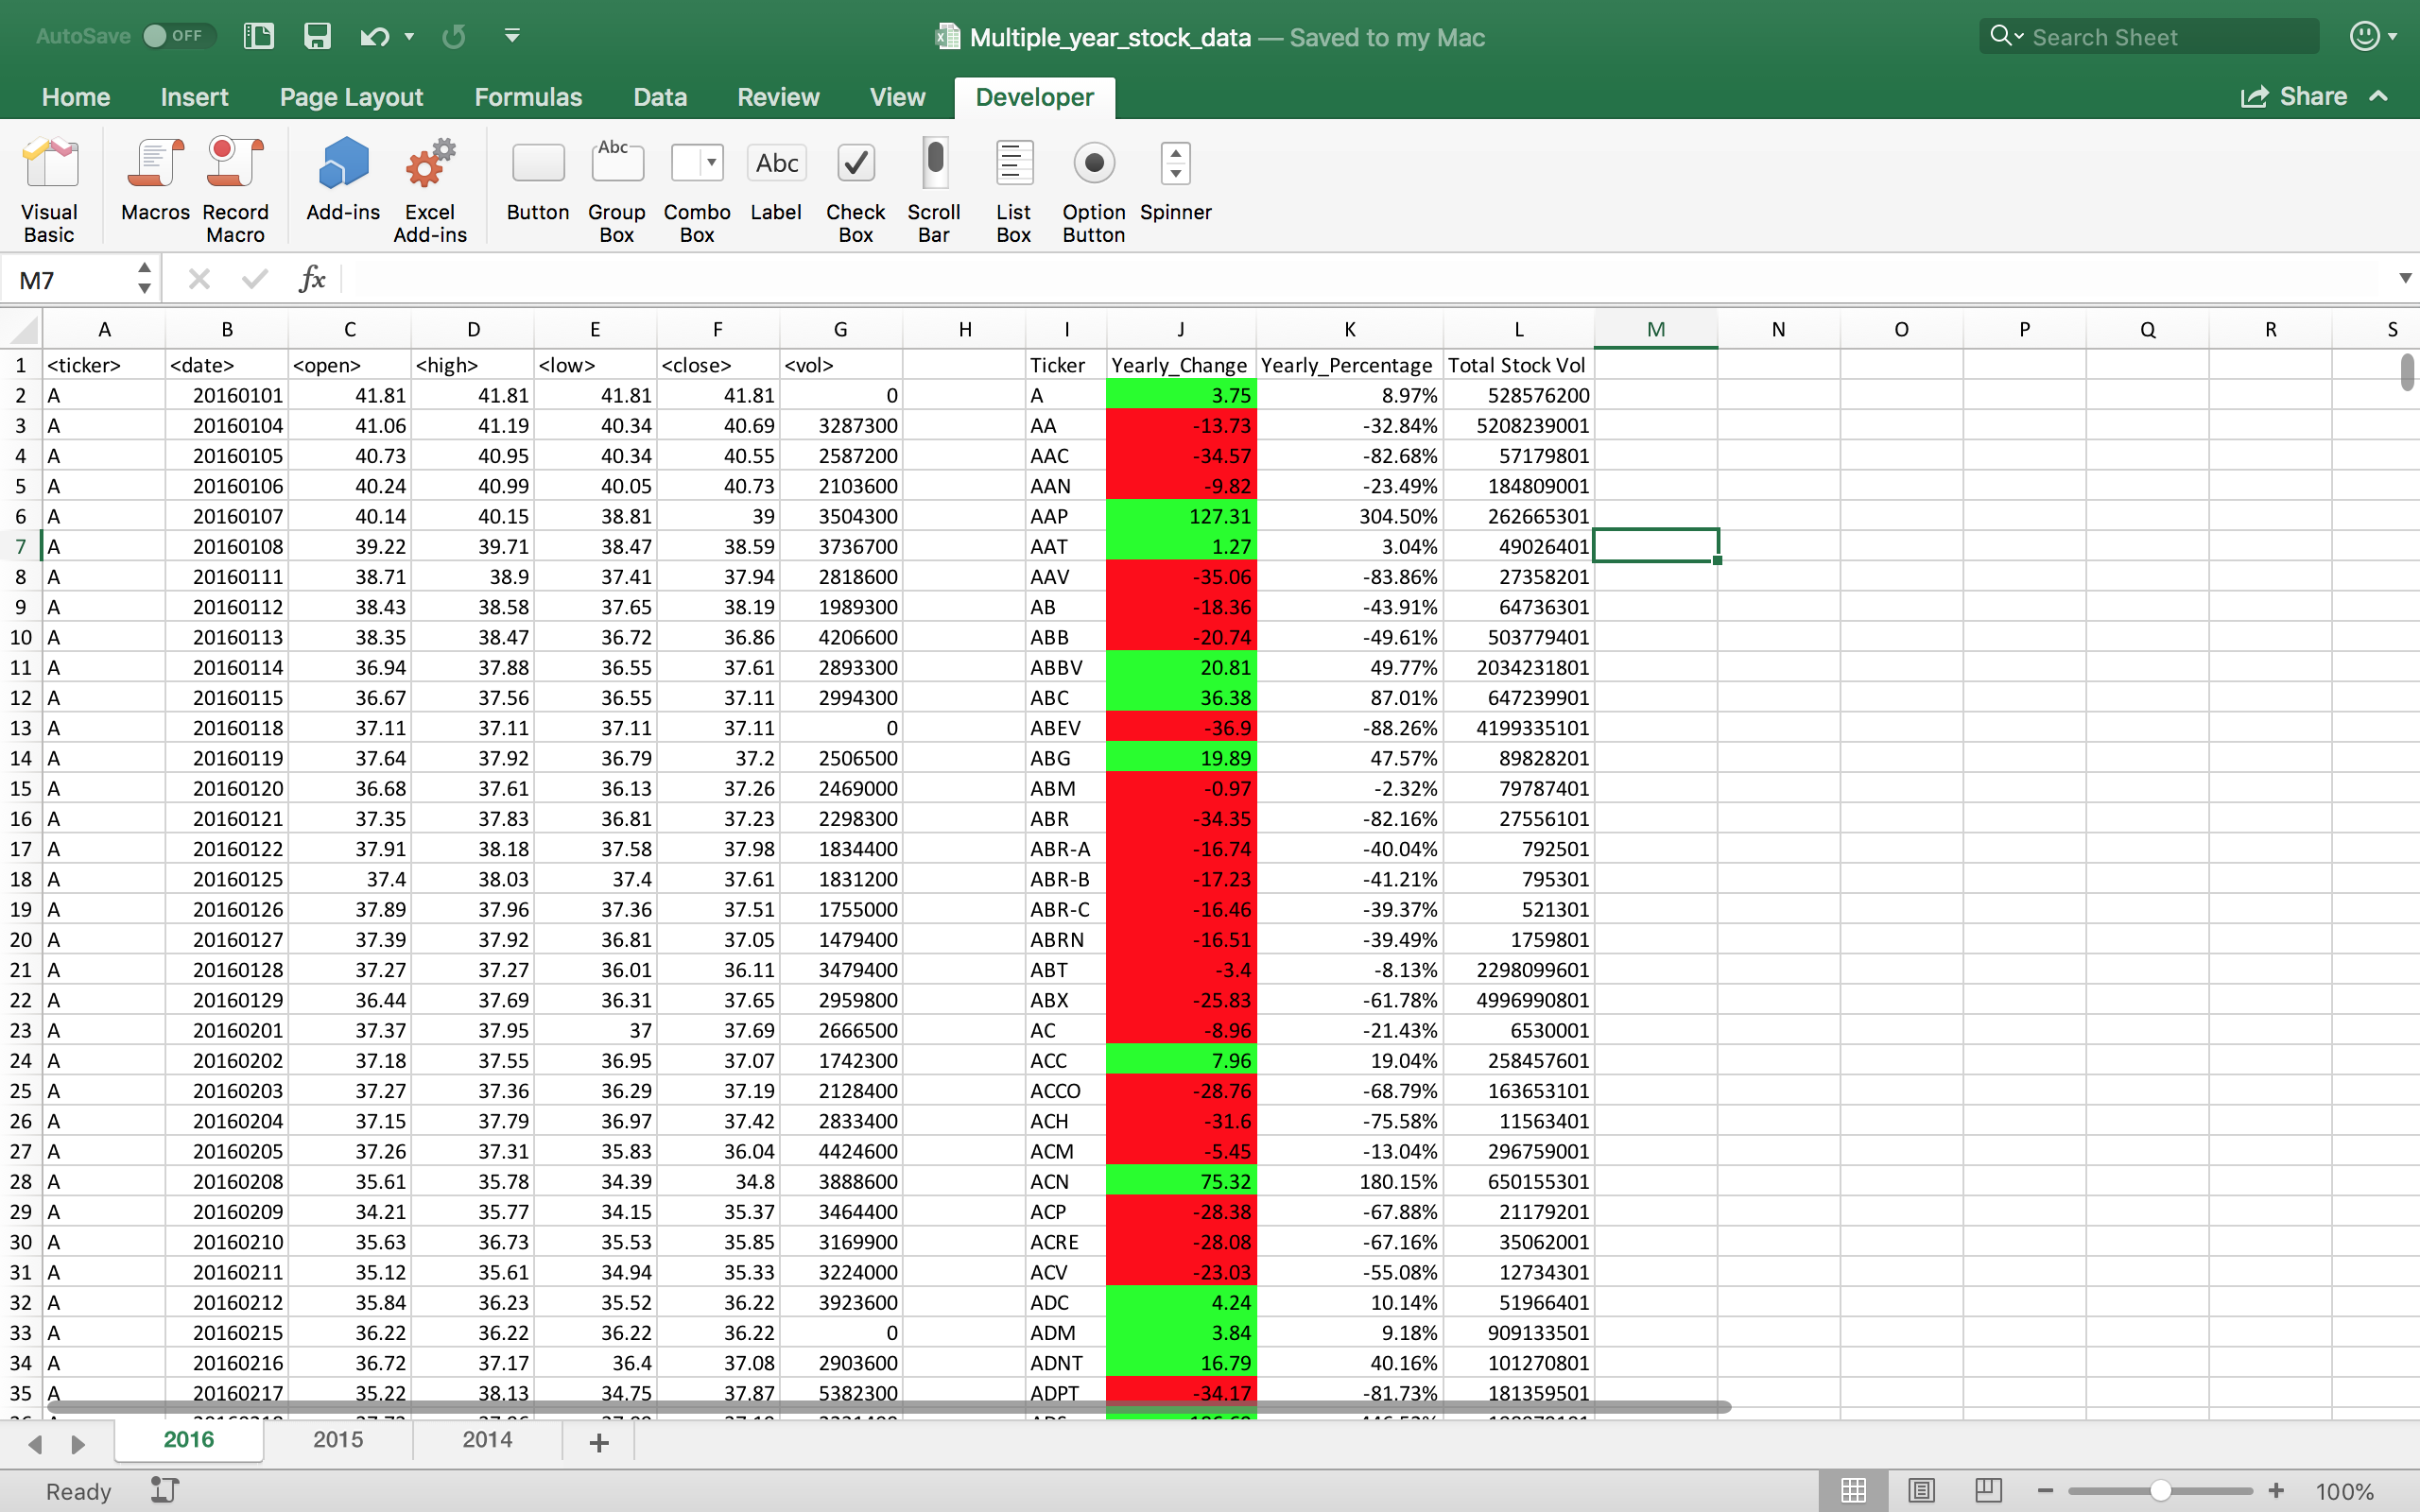 AutoSave OFF Multiple_year_stock_data — Saved to my Mac Search Sheet
Home Insert Page Layout Formulas Data Review View Developer Share
Visual Basic Macros Record Macro Add-ins Excel Add-ins Button Group Box Combo Box Label Check Box Scroll Bar List Box Option Button Spinner
Abc Abc
M7 fx
A B C D E F G H I J K L M N O P Q R S
1 <ticker> <date> <open> <high> <low> <close> <vol> Ticker Yearly_Change Yearly_Percentage Total Stock Vol
2 A 20160101 41.81 41.81 41.81 41.81 0 A 3.75 8.97% 528576200
3 A 20160104 41.06 41.19 40.34 40.69 3287300 AA -13.73 -32.84% 5208239001
4 A 20160105 40.73 40.95 40.34 40.55 2587200 AAC -34.57 -82.68% 57179801
5 A 20160106 40.24 40.99 40.05 40.73 2103600 AAN -9.82 -23.49% 184809001
6 A 20160107 40.14 40.15 38.81 39 3504300 AAP 127.31 304.50% 262665301
7 A 20160108 39.22 39.71 38.47 38.59 3736700 AAT 1.27 3.04% 49026401
8 A 20160111 38.71 38.9 37.41 37.94 2818600 AAV -35.06 -83.86% 27358201
9 A 20160112 38.43 38.58 37.65 38.19 1989300 AB -18.36 -43.91% 64736301
10 A 20160113 38.35 38.47 36.72 36.86 4206600 ABB -20.74 -49.61% 503779401
11 A 20160114 36.94 37.88 36.55 37.61 2893300 ABBV 20.81 49.77% 2034231801
12 A 20160115 36.67 37.56 36.55 37.11 2994300 ABC 36.38 87.01% 647239901
13 A 20160118 37.11 37.11 37.11 37.11 0 ABEV -36.9 -88.26% 4199335101
14 A 20160119 37.64 37.92 36.79 37.2 2506500 ABG 19.89 47.57% 89828201
15 A 20160120 36.68 37.61 36.13 37.26 2469000 ABM -0.97 -2.32% 79787401
16 A 20160121 37.35 37.83 36.81 37.23 2298300 ABR -34.35 -82.16% 27556101
17 A 20160122 37.91 38.18 37.58 37.98 1834400 ABR-A -16.74 -40.04% 792501
18 A 20160125 37.4 38.03 37.4 37.61 1831200 ABR-B -17.23 -41.21% 795301
19 A 20160126 37.89 37.96 37.36 37.51 1755000 ABR-C -16.46 -39.37% 521301
20 A 20160127 37.39 37.92 36.81 37.05 1479400 ABRN -16.51 -39.49% 1759801
21 A 20160128 37.27 37.27 36.01 36.11 3479400 ABT -3.4 -8.13% 2298099601
22 A 20160129 36.44 37.69 36.31 37.65 2959800 ABX -25.83 -61.78% 4996990801
23 A 20160201 37.37 37.95 37 37.69 2666500 AC -8.96 -21.43% 6530001
24 A 20160202 37.18 37.55 36.95 37.07 1742300 ACC 7.96 19.04% 258457601
25 A 20160203 37.27 37.36 36.29 37.19 2128400 ACCO -28.76 -68.79% 163653101
26 A 20160204 37.15 37.79 36.97 37.42 2833400 ACH -31.6 -75.58% 11563401
27 A 20160205 37.26 37.31 35.83 36.04 4424600 ACM -5.45 -13.04% 296759001
28 A 20160208 35.61 35.78 34.39 34.8 3888600 ACN 75.32 180.15% 650155301
29 A 20160209 34.21 35.77 34.15 35.37 3464400 ACP -28.38 -67.88% 21179201
30 A 20160210 35.63 36.73 35.53 35.85 3169900 ACRE -28.08 -67.16% 35062001
31 A 20160211 35.12 35.61 34.94 35.33 3224000 ACV -23.03 -55.08% 12734301
32 A 20160212 35.84 36.23 35.52 36.22 3923600 ADC 4.24 10.14% 51966401
33 A 20160215 36.22 36.22 36.22 36.22 0 ADM 3.84 9.18% 909133501
34 A 20160216 36.72 37.17 36.4 37.08 2903600 ADNT 16.79 40.16% 101270801
35 A 20160217 35.22 38.13 34.75 37.87 5382300 ADPT -34.17 -81.73% 181359501
2016 2015 2014
Ready 100%